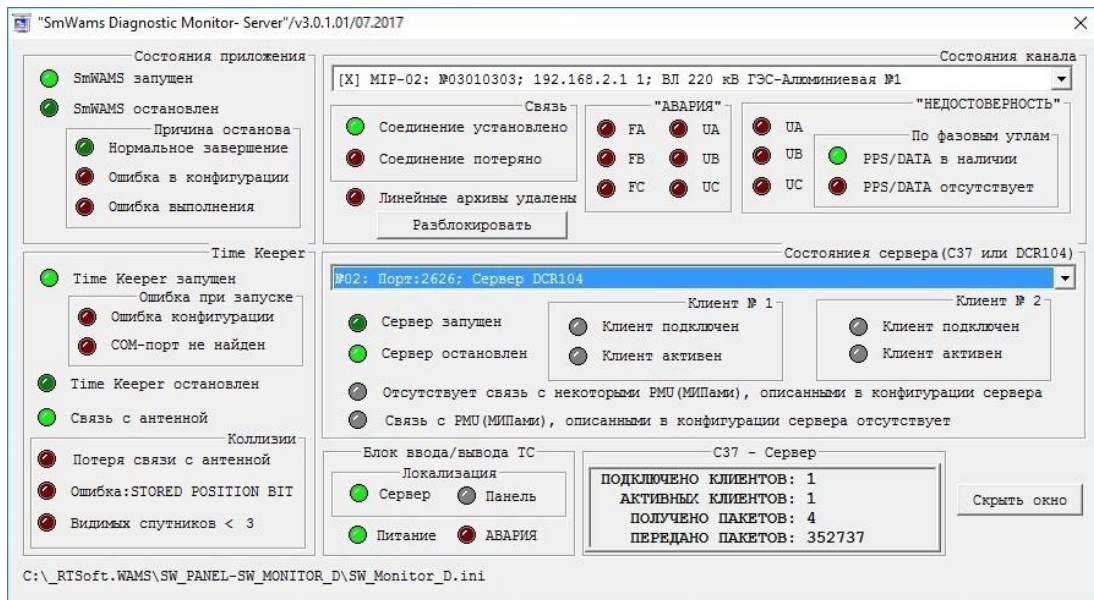 "SmWams Diagnostic Monitor- Server"/v3.0.1.01/07.2017
Состояния приложения
SmWAMS запущен
SmWAMS остановлен
Причина останова
Нормальное завершение
Ошибка в конфигурации
Ошибка выполнения
Состояния канала
[X] MIP-02: №03010303; 192.168.2.1 1; ВЛ 220 кВ ГЭС-Алюминиевая №1
Связь
Соединение установлено
Соединение потеряно
Линейные архивы удалены
Разблокировать
"АВАРИЯ"
FA UA
FB UB
FC UC
"НЕДОСТОВЕРНОСТЬ"
UA
UB
UC
По фазовым углам
PPS/DATA в наличии
PPS/DATA отсутствует
Time Keeper
Time Keeper запущен
Ошибка при запуске
Ошибка конфигурации
COM-порт не найден
Time Keeper остановлен
Связь с антенной
Коллизии
Потеря связи с антенной
Ошибка:STORED POSITION BIT
Видимых спутников < 3
Состояниея сервера(C37 или DCR104)
№02: Порт:2626; Сервер DCR104
Сервер запущен
Сервер остановлен
Клиент № 1
Клиент подключен
Клиент активен
Клиент № 2
Клиент подключен
Клиент активен
Отсутствует связь с некоторыми PMU(МИПами), описанными в конфигурации сервера
Связь с PMU(МИПами), описанными в конфигурации сервера отсутствует
Блок ввода/вывода ТС
Локализация
Сервер Панель
Питание АВАРИЯ
C37 - Сервер
ПОДКЛЮЧЕНО КЛИЕНТОВ: 1
АКТИВНЫХ КЛИЕНТОВ: 1
ПОЛУЧЕНО ПАКЕТОВ: 4
ПЕРЕДАНО ПАКЕТОВ: 352737
Скрыть окно
C:\_RTSoft.WAMS\SW_PANEL-SW_MONITOR_D\SW_Monitor_D.ini